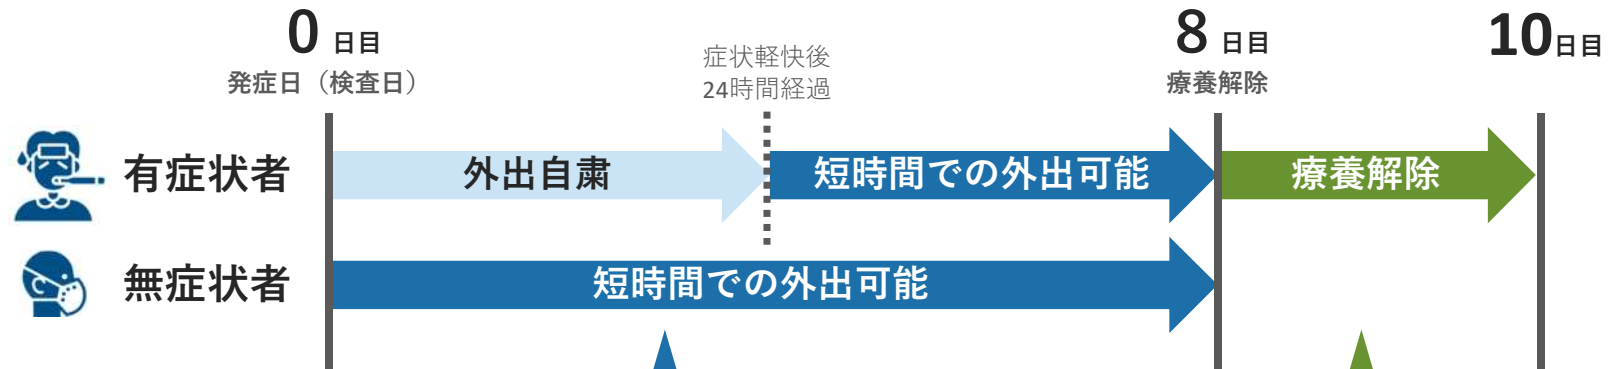 0 日目
発症日（検査日）
症状軽快後
24時間経過
8 日目
療養解除
10日目
有症状者
外出自粛
短時間での外出可能
療養解除
無症状者
短時間での外出可能